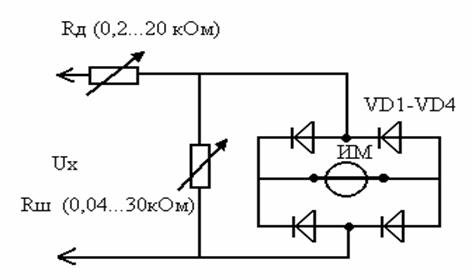 Rд (0,2...20 кОм)
VD1-VD4
ИМ
Ux
Rш (0,04...30кОм)